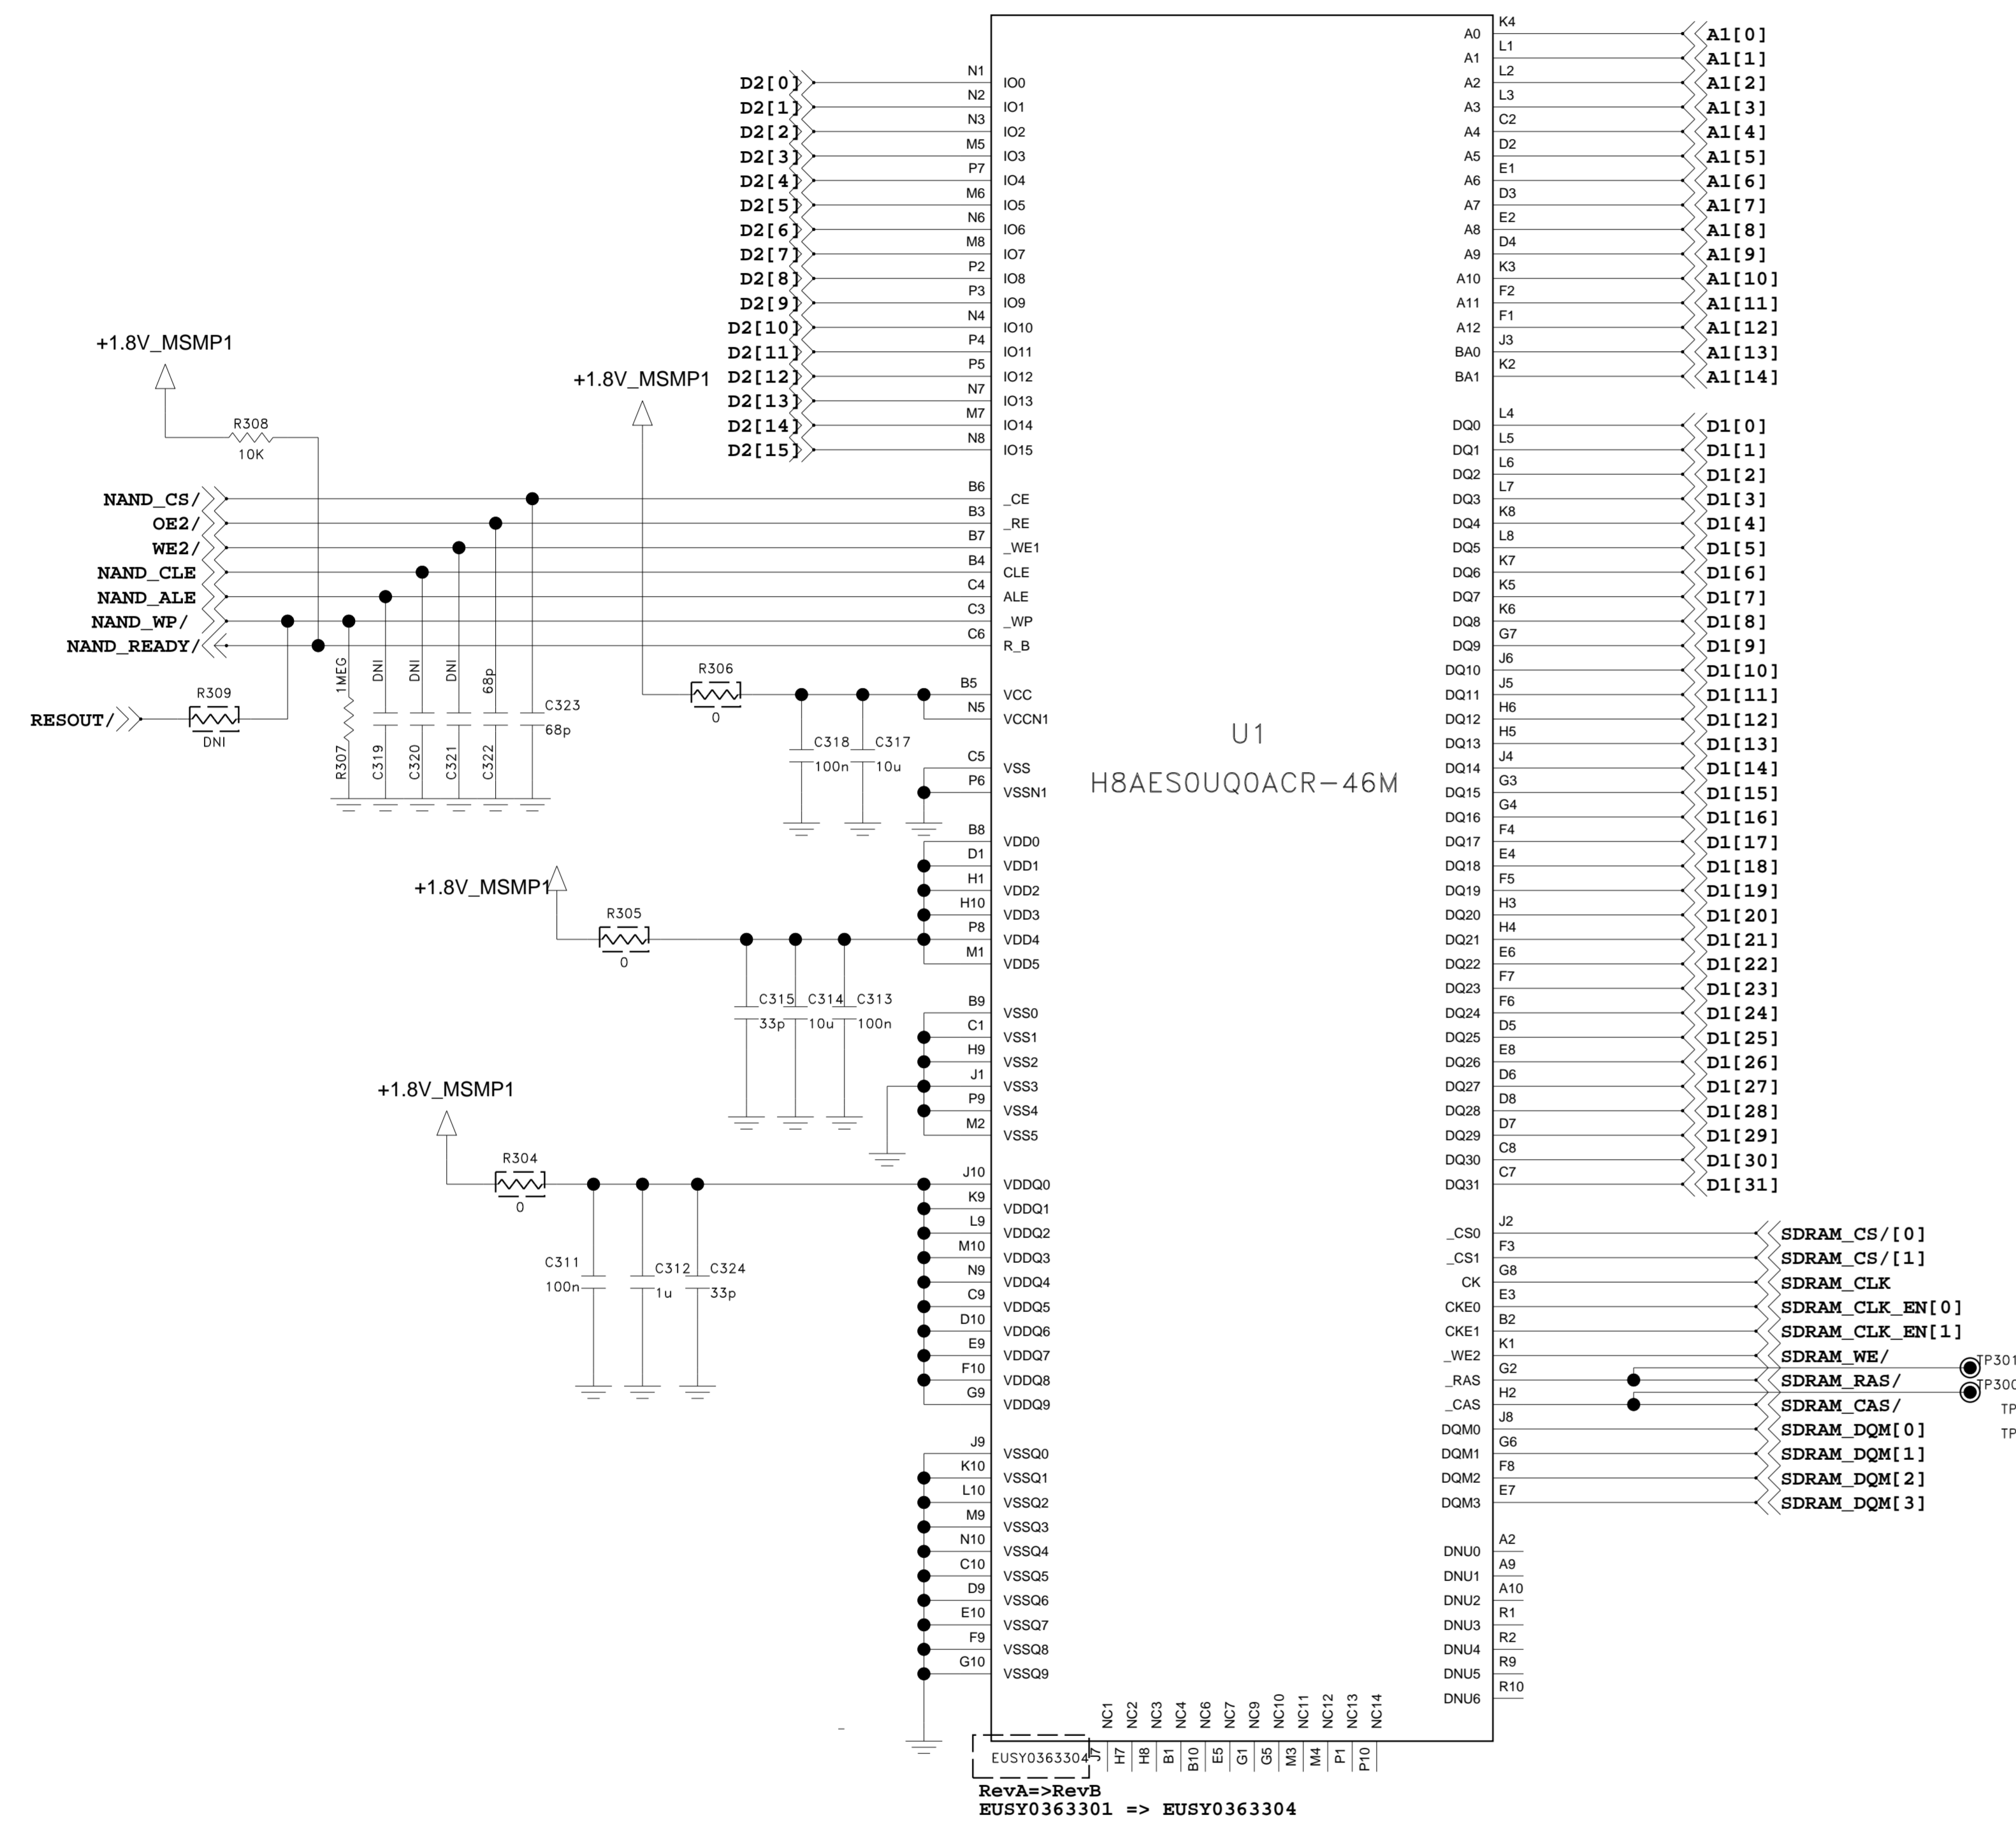 U1
H8AES0UQ0ACR-46M
D2[0] N1 IO0
D2[1] N2 IO1
D2[2] N3 IO2
D2[3] M5 IO3
D2[4] P7 IO4
D2[5] M6 IO5
D2[6] N6 IO6
D2[7] M8 IO7
D2[8] P2 IO8
D2[9] P3 IO9
D2[10] N4 IO10
D2[11] P4 IO11
D2[12] P5 IO12
D2[13] N7 IO13
D2[14] M7 IO14
D2[15] N8 IO15
+1.8V_MSMP1
R308
10K
+1.8V_MSMP1
NAND_CS/ B6 _CE
OE2/ B3 _RE
WE2/ B7 _WE1
NAND_CLE B4 CLE
NAND_ALE C4 ALE
NAND_WP/ C3 _WP
NAND_READY/ C6 R_B
RESOUT/
R309
DNI
1MEG
R307
DNI
C319
DNI
C320
DNI
C321
68p
C322
C323
68p
R306
0
B5 VCC
N5 VCCN1
C318
100n
C317
10u
C5 VSS
P6 VSSN1
+1.8V_MSMP1
R305
0
B8 VDD0
D1 VDD1
H1 VDD2
H10 VDD3
P8 VDD4
M1 VDD5
C315
33p
C314
10u
C313
100n
B9 VSS0
C1 VSS1
H9 VSS2
J1 VSS3
P9 VSS4
M2 VSS5
+1.8V_MSMP1
R304
0
C311
100n
C312
1u
C324
33p
J10 VDDQ0
K9 VDDQ1
L9 VDDQ2
M10 VDDQ3
N9 VDDQ4
C9 VDDQ5
D10 VDDQ6
E9 VDDQ7
F10 VDDQ8
G9 VDDQ9
J9 VSSQ0
K10 VSSQ1
L10 VSSQ2
M9 VSSQ3
N10 VSSQ4
C10 VSSQ5
D9 VSSQ6
E10 VSSQ7
F9 VSSQ8
G10 VSSQ9
A0 K4 A1[0]
A1 L1 A1[1]
A2 L2 A1[2]
A3 L3 A1[3]
A4 C2 A1[4]
A5 D2 A1[5]
A6 E1 A1[6]
A7 D3 A1[7]
A8 E2 A1[8]
A9 D4 A1[9]
A10 K3 A1[10]
A11 F2 A1[11]
A12 F1 A1[12]
BA0 J3 A1[13]
BA1 K2 A1[14]
DQ0 L4 D1[0]
DQ1 L5 D1[1]
DQ2 L6 D1[2]
DQ3 L7 D1[3]
DQ4 K8 D1[4]
DQ5 L8 D1[5]
DQ6 K7 D1[6]
DQ7 K5 D1[7]
DQ8 K6 D1[8]
DQ9 G7 D1[9]
DQ10 J6 D1[10]
DQ11 J5 D1[11]
DQ12 H6 D1[12]
DQ13 H5 D1[13]
DQ14 J4 D1[14]
DQ15 G3 D1[15]
DQ16 G4 D1[16]
DQ17 F4 D1[17]
DQ18 E4 D1[18]
DQ19 F5 D1[19]
DQ20 H3 D1[20]
DQ21 H4 D1[21]
DQ22 E6 D1[22]
DQ23 F7 D1[23]
DQ24 F6 D1[24]
DQ25 D5 D1[25]
DQ26 E8 D1[26]
DQ27 D6 D1[27]
DQ28 D8 D1[28]
DQ29 D7 D1[29]
DQ30 C8 D1[30]
DQ31 C7 D1[31]
_CS0 J2 SDRAM_CS/[0]
_CS1 F3 SDRAM_CS/[1]
CK G8 SDRAM_CLK
CKE0 E3 SDRAM_CLK_EN[0]
CKE1 B2 SDRAM_CLK_EN[1]
_WE2 K1 SDRAM_WE/
TP301
_RAS G2 SDRAM_RAS/
TP300
_CAS H2 SDRAM_CAS/
TP
DQM0 J8 SDRAM_DQM[0]
TP
DQM1 G6 SDRAM_DQM[1]
DQM2 F8 SDRAM_DQM[2]
DQM3 E7 SDRAM_DQM[3]
DNU0 A2
DNU1 A9
DNU2 A10
DNU3 R1
DNU4 R2
DNU5 R9
DNU6 R10
NC1 NC2 NC3 NC4 NC6 NC7 NC9 NC10 NC11 NC12 NC13 NC14
J7 H7 H8 B1 B10 E5 G1 G5 M3 M4 P1 P10
EUSY0363304
RevA=>RevB
EUSY0363301 => EUSY0363304